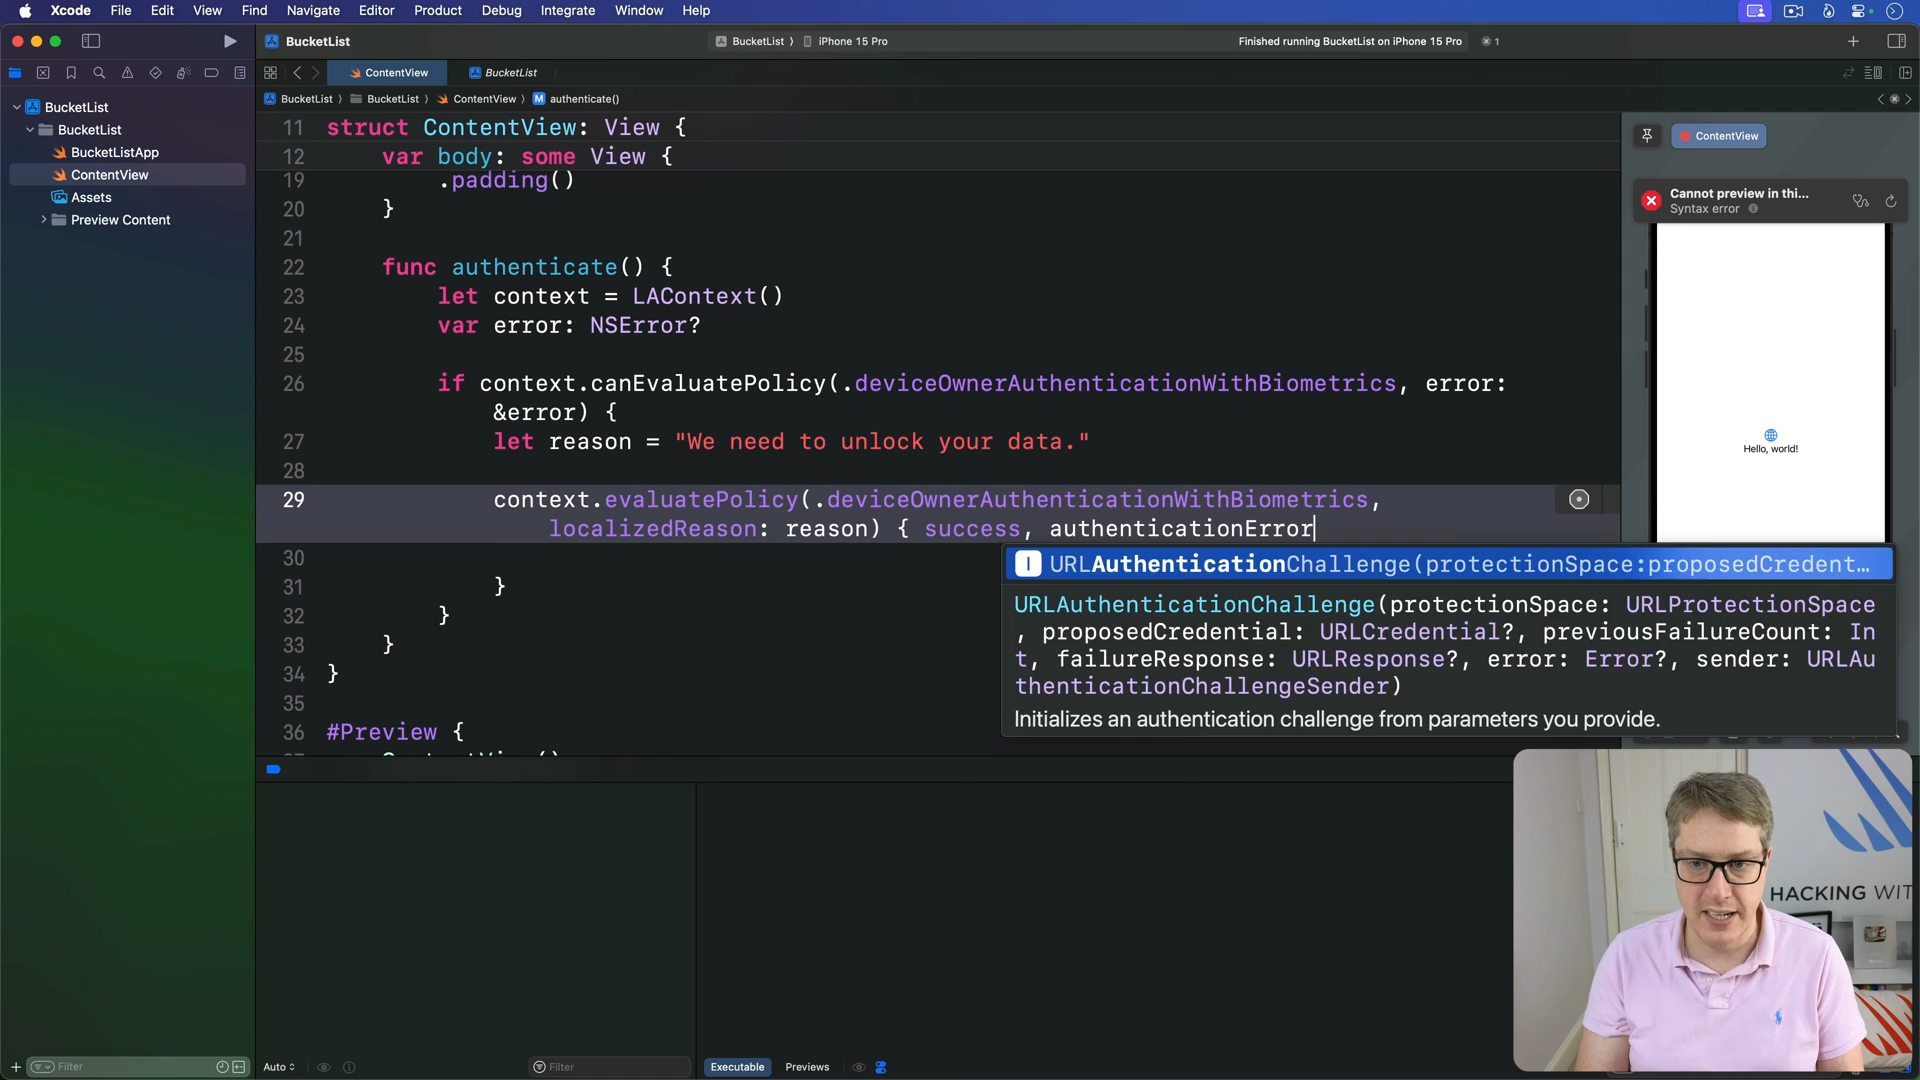 Xcode File Edit View Find Navigate Editor Product Debug Integrate Window Help
BucketList
BucketList 〉 iPhone 15 Pro
Finished running BucketList on iPhone 15 Pro
1
ContentView
BucketList
BucketList 〉 BucketList 〉 ContentView 〉 M authenticate()
BucketList
BucketList
BucketListApp
ContentView
Assets
Preview Content
11 struct ContentView: View {
12 var body: some View {
19 .padding()
20 }
21
22 func authenticate() {
23 let context = LAContext()
24 var error: NSError?
25
26 if context.canEvaluatePolicy(.deviceOwnerAuthenticationWithBiometrics, error:
&error) {
27 let reason = "We need to unlock your data."
28
29 context.evaluatePolicy(.deviceOwnerAuthenticationWithBiometrics,
localizedReason: reason) { success, authenticationError
30
31 }
32 }
33 }
34 }
35
36 #Preview {
I URLAuthenticationChallenge(protectionSpace:proposedCredent…
URLAuthenticationChallenge(protectionSpace: URLProtectionSpace
, proposedCredential: URLCredential?, previousFailureCount: In
t, failureResponse: URLResponse?, error: Error?, sender: URLAu
thenticationChallengeSender)
Initializes an authentication challenge from parameters you provide.
ContentView
Cannot preview in thi...
Syntax error
Hello, world!
HACKING WIT
Filter
Auto
Filter
Executable
Previews